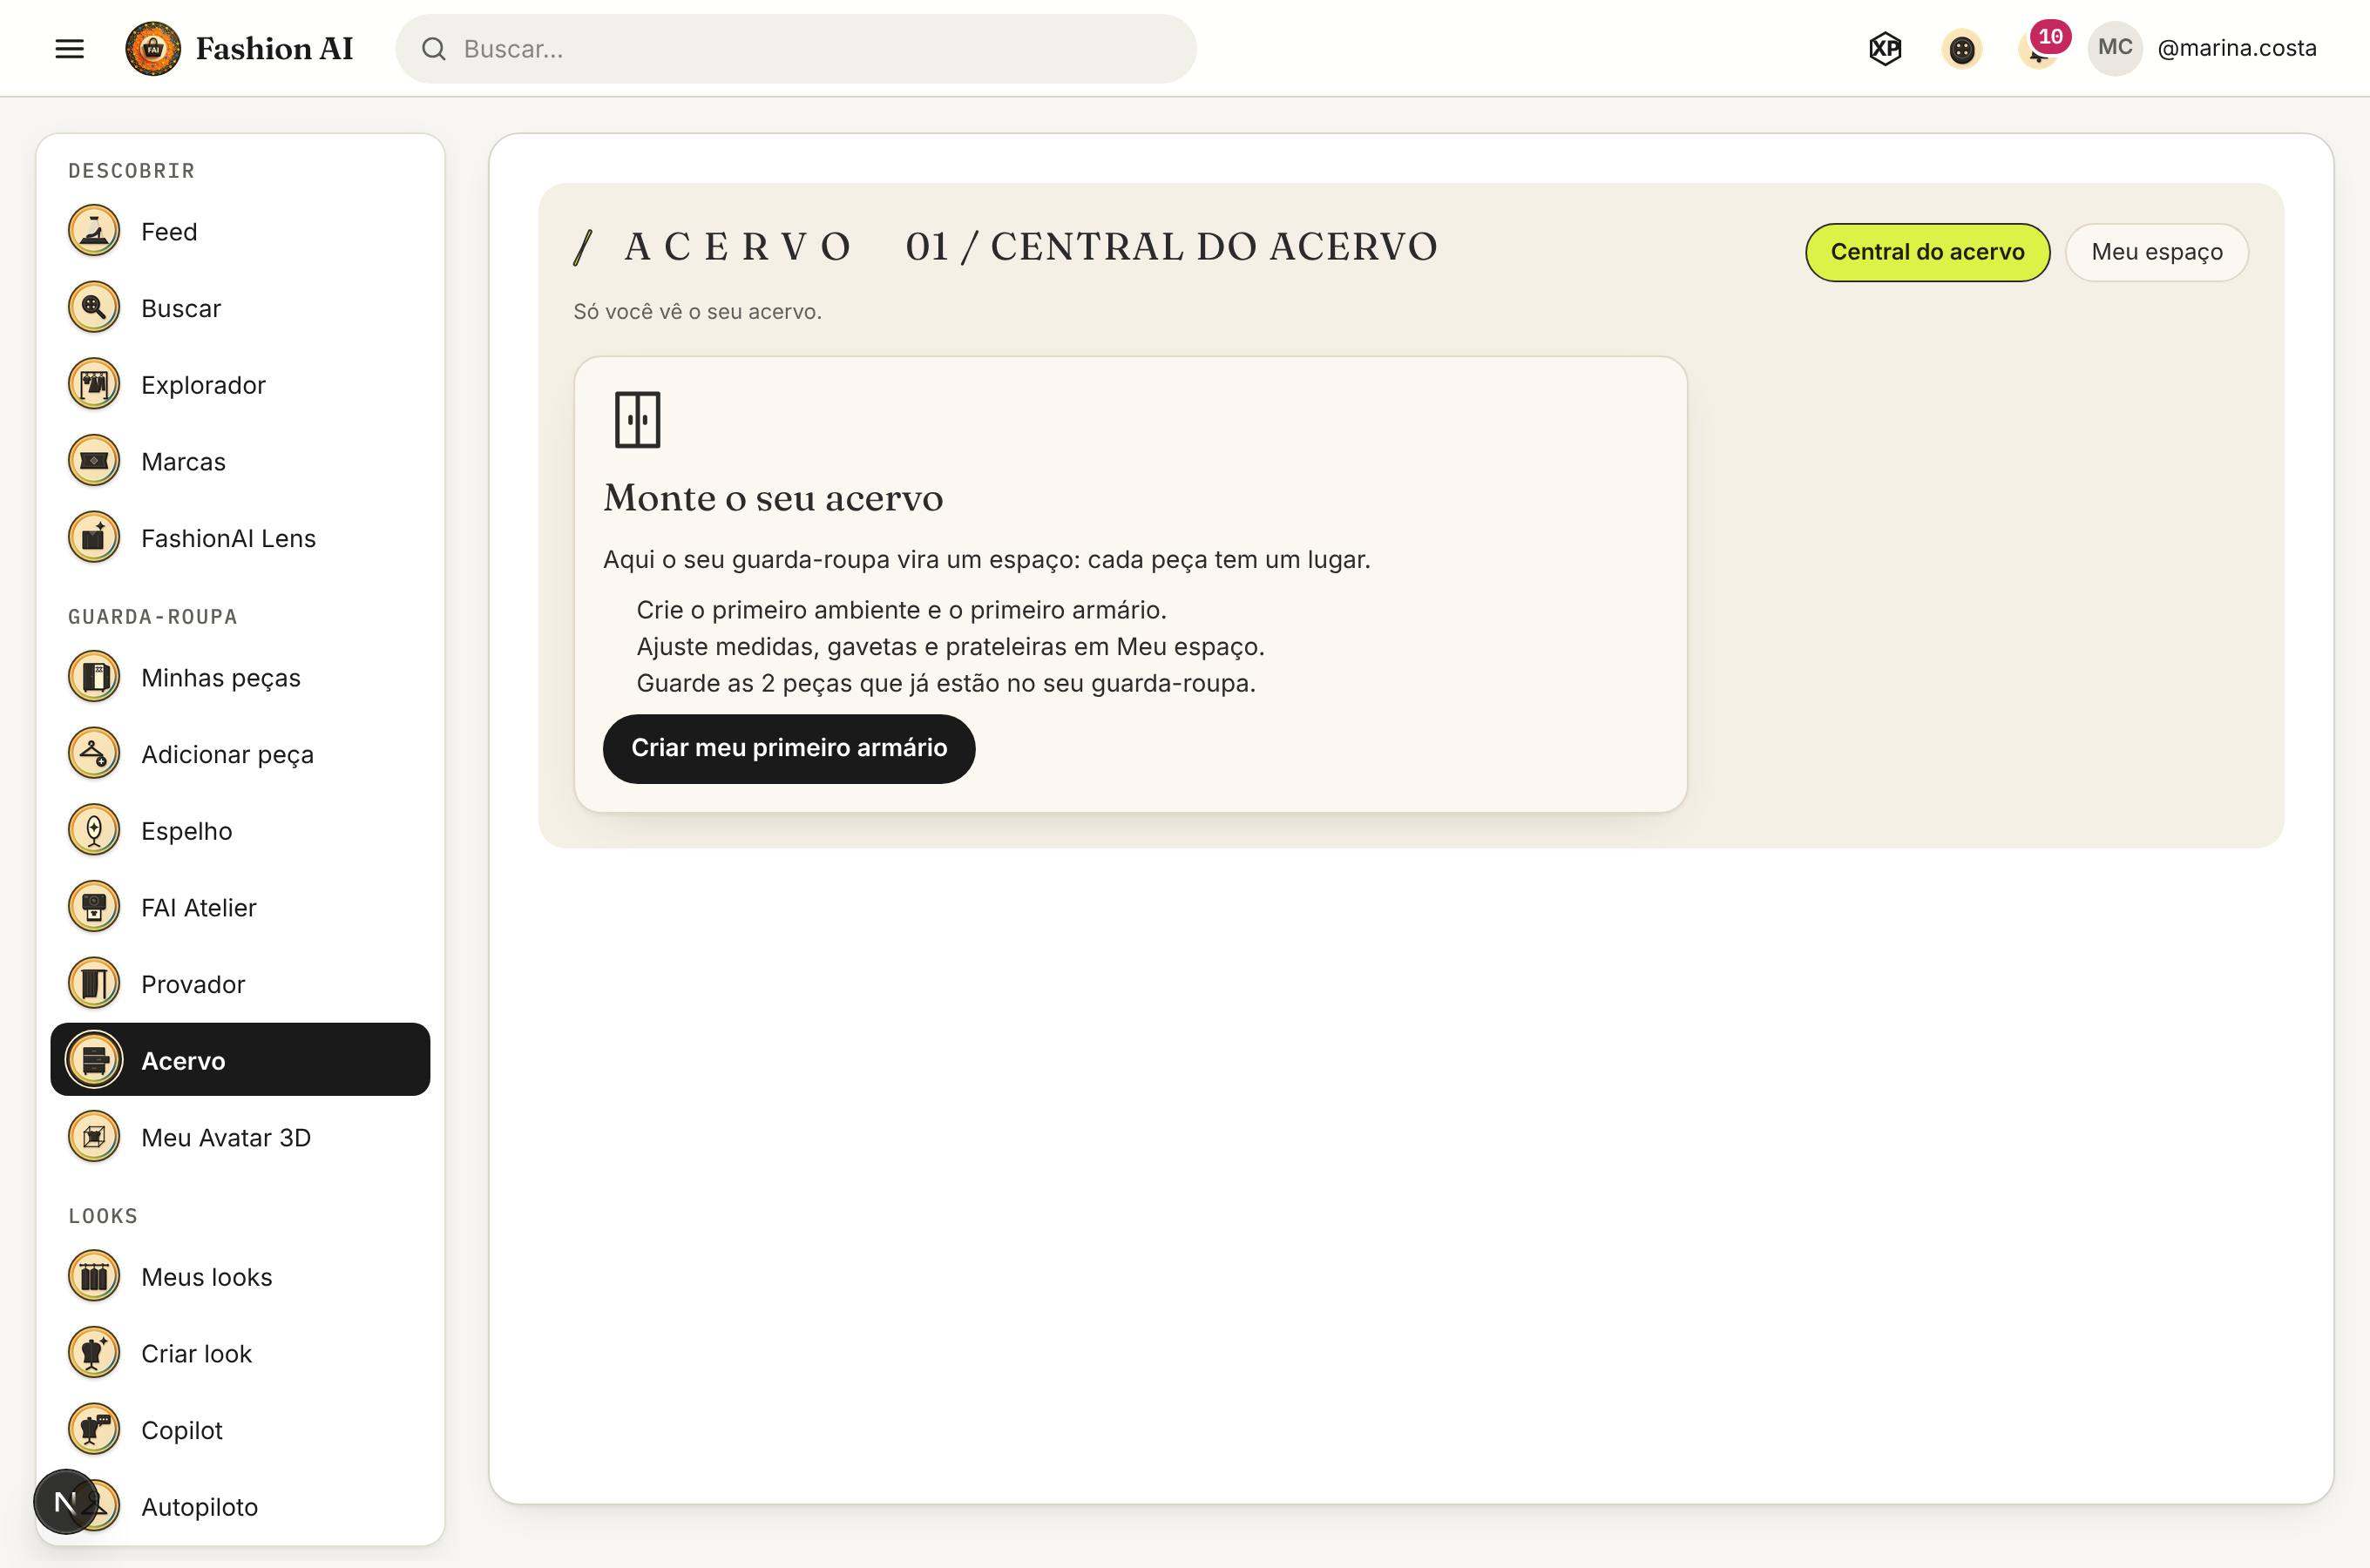 Fashion AI
Buscar...
XP
10
MC
@marina.costa
DESCOBRIR
Feed
Buscar
Explorador
Marcas
FashionAI Lens
GUARDA-ROUPA
Minhas peças
Adicionar peça
Espelho
FAI Atelier
Provador
Acervo
Meu Avatar 3D
LOOKS
Meus looks
Criar look
Copilot
N
Autopiloto
/ ACERVO 01 / CENTRAL DO ACERVO
Central do acervo
Meu espaço
Só você vê o seu acervo.
Monte o seu acervo
Aqui o seu guarda-roupa vira um espaço: cada peça tem um lugar.
Crie o primeiro ambiente e o primeiro armário.
Ajuste medidas, gavetas e prateleiras em Meu espaço.
Guarde as 2 peças que já estão no seu guarda-roupa.
Criar meu primeiro armário